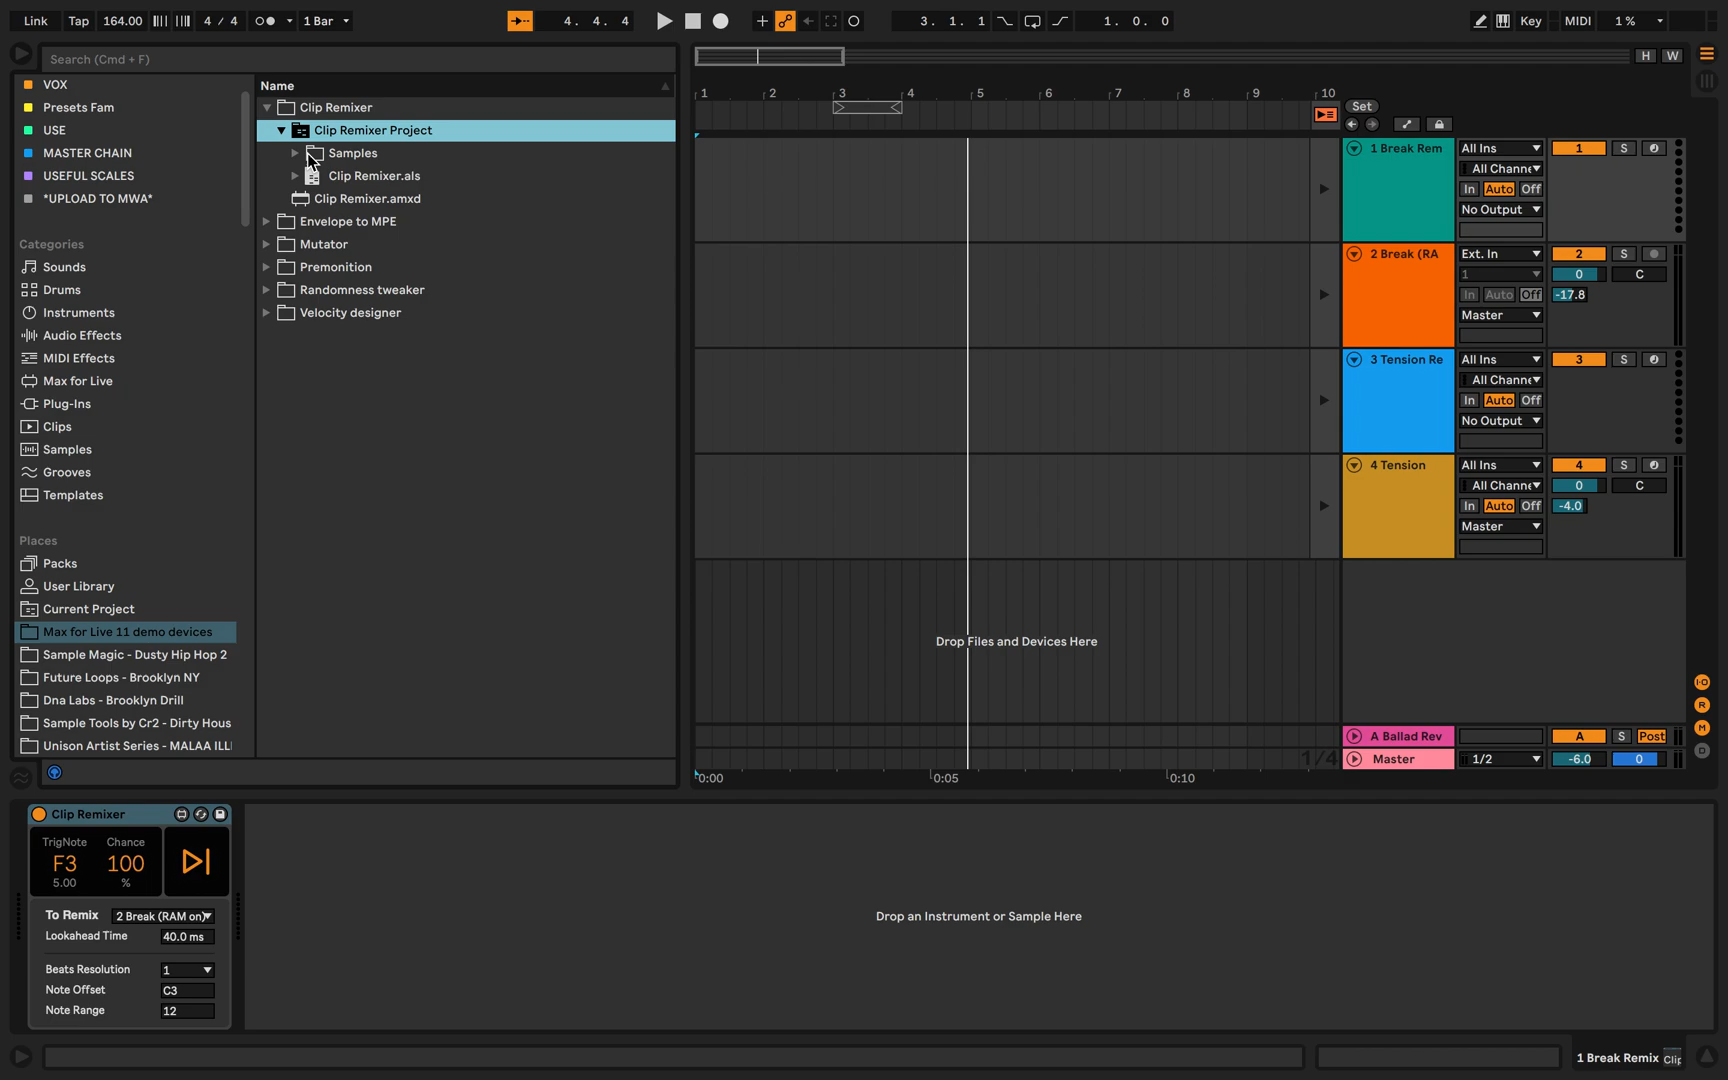 Link Tap 164.00 4 / 4 1 Bar 4. 4. 4 3. 1. 1 1. 0. 0 Key MIDI 1 %
Search (Cmd + F)
H W
VOX
Presets Fam
USE
MASTER CHAIN
USEFUL SCALES
*UPLOAD TO MWA*
Categories
Sounds
Drums
Instruments
Audio Effects
MIDI Effects
Max for Live
Plug-Ins
Clips
Samples
Grooves
Templates
Places
Packs
User Library
Current Project
Max for Live 11 demo devices
Sample Magic - Dusty Hip Hop 2
Future Loops - Brooklyn NY
Dna Labs - Brooklyn Drill
Sample Tools by Cr2 - Dirty Hous
Unison Artist Series - MALAA ILL
Name
Clip Remixer
Clip Remixer Project
Samples
Clip Remixer.als
Clip Remixer.amxd
Envelope to MPE
Mutator
Premonition
Randomness tweaker
Velocity designer
1 2 3 4 5 6 7 8 9 10
Set
1 Break Rem All Ins 1 S
All Channe
In Auto Off
No Output
2 Break (RA Ext. In 2 S
1 0 C
In Auto Off -17.8
Master
3 Tension Re All Ins 3 S
All Channe
In Auto Off
No Output
4 Tension All Ins 4 S
All Channe 0 C
In Auto Off -4.0
Master
Drop Files and Devices Here
I·O
R
M
D
A Ballad Rev A S Post
1/4 Master 1/2 -6.0 0
0:00 0:05 0:10
Clip Remixer
TrigNote Chance
F3 100
5.00 %
To Remix 2 Break (RAM on)
Lookahead Time 40.0 ms
Beats Resolution 1
Note Offset C3
Note Range 12
Drop an Instrument or Sample Here
1 Break Remix Clip